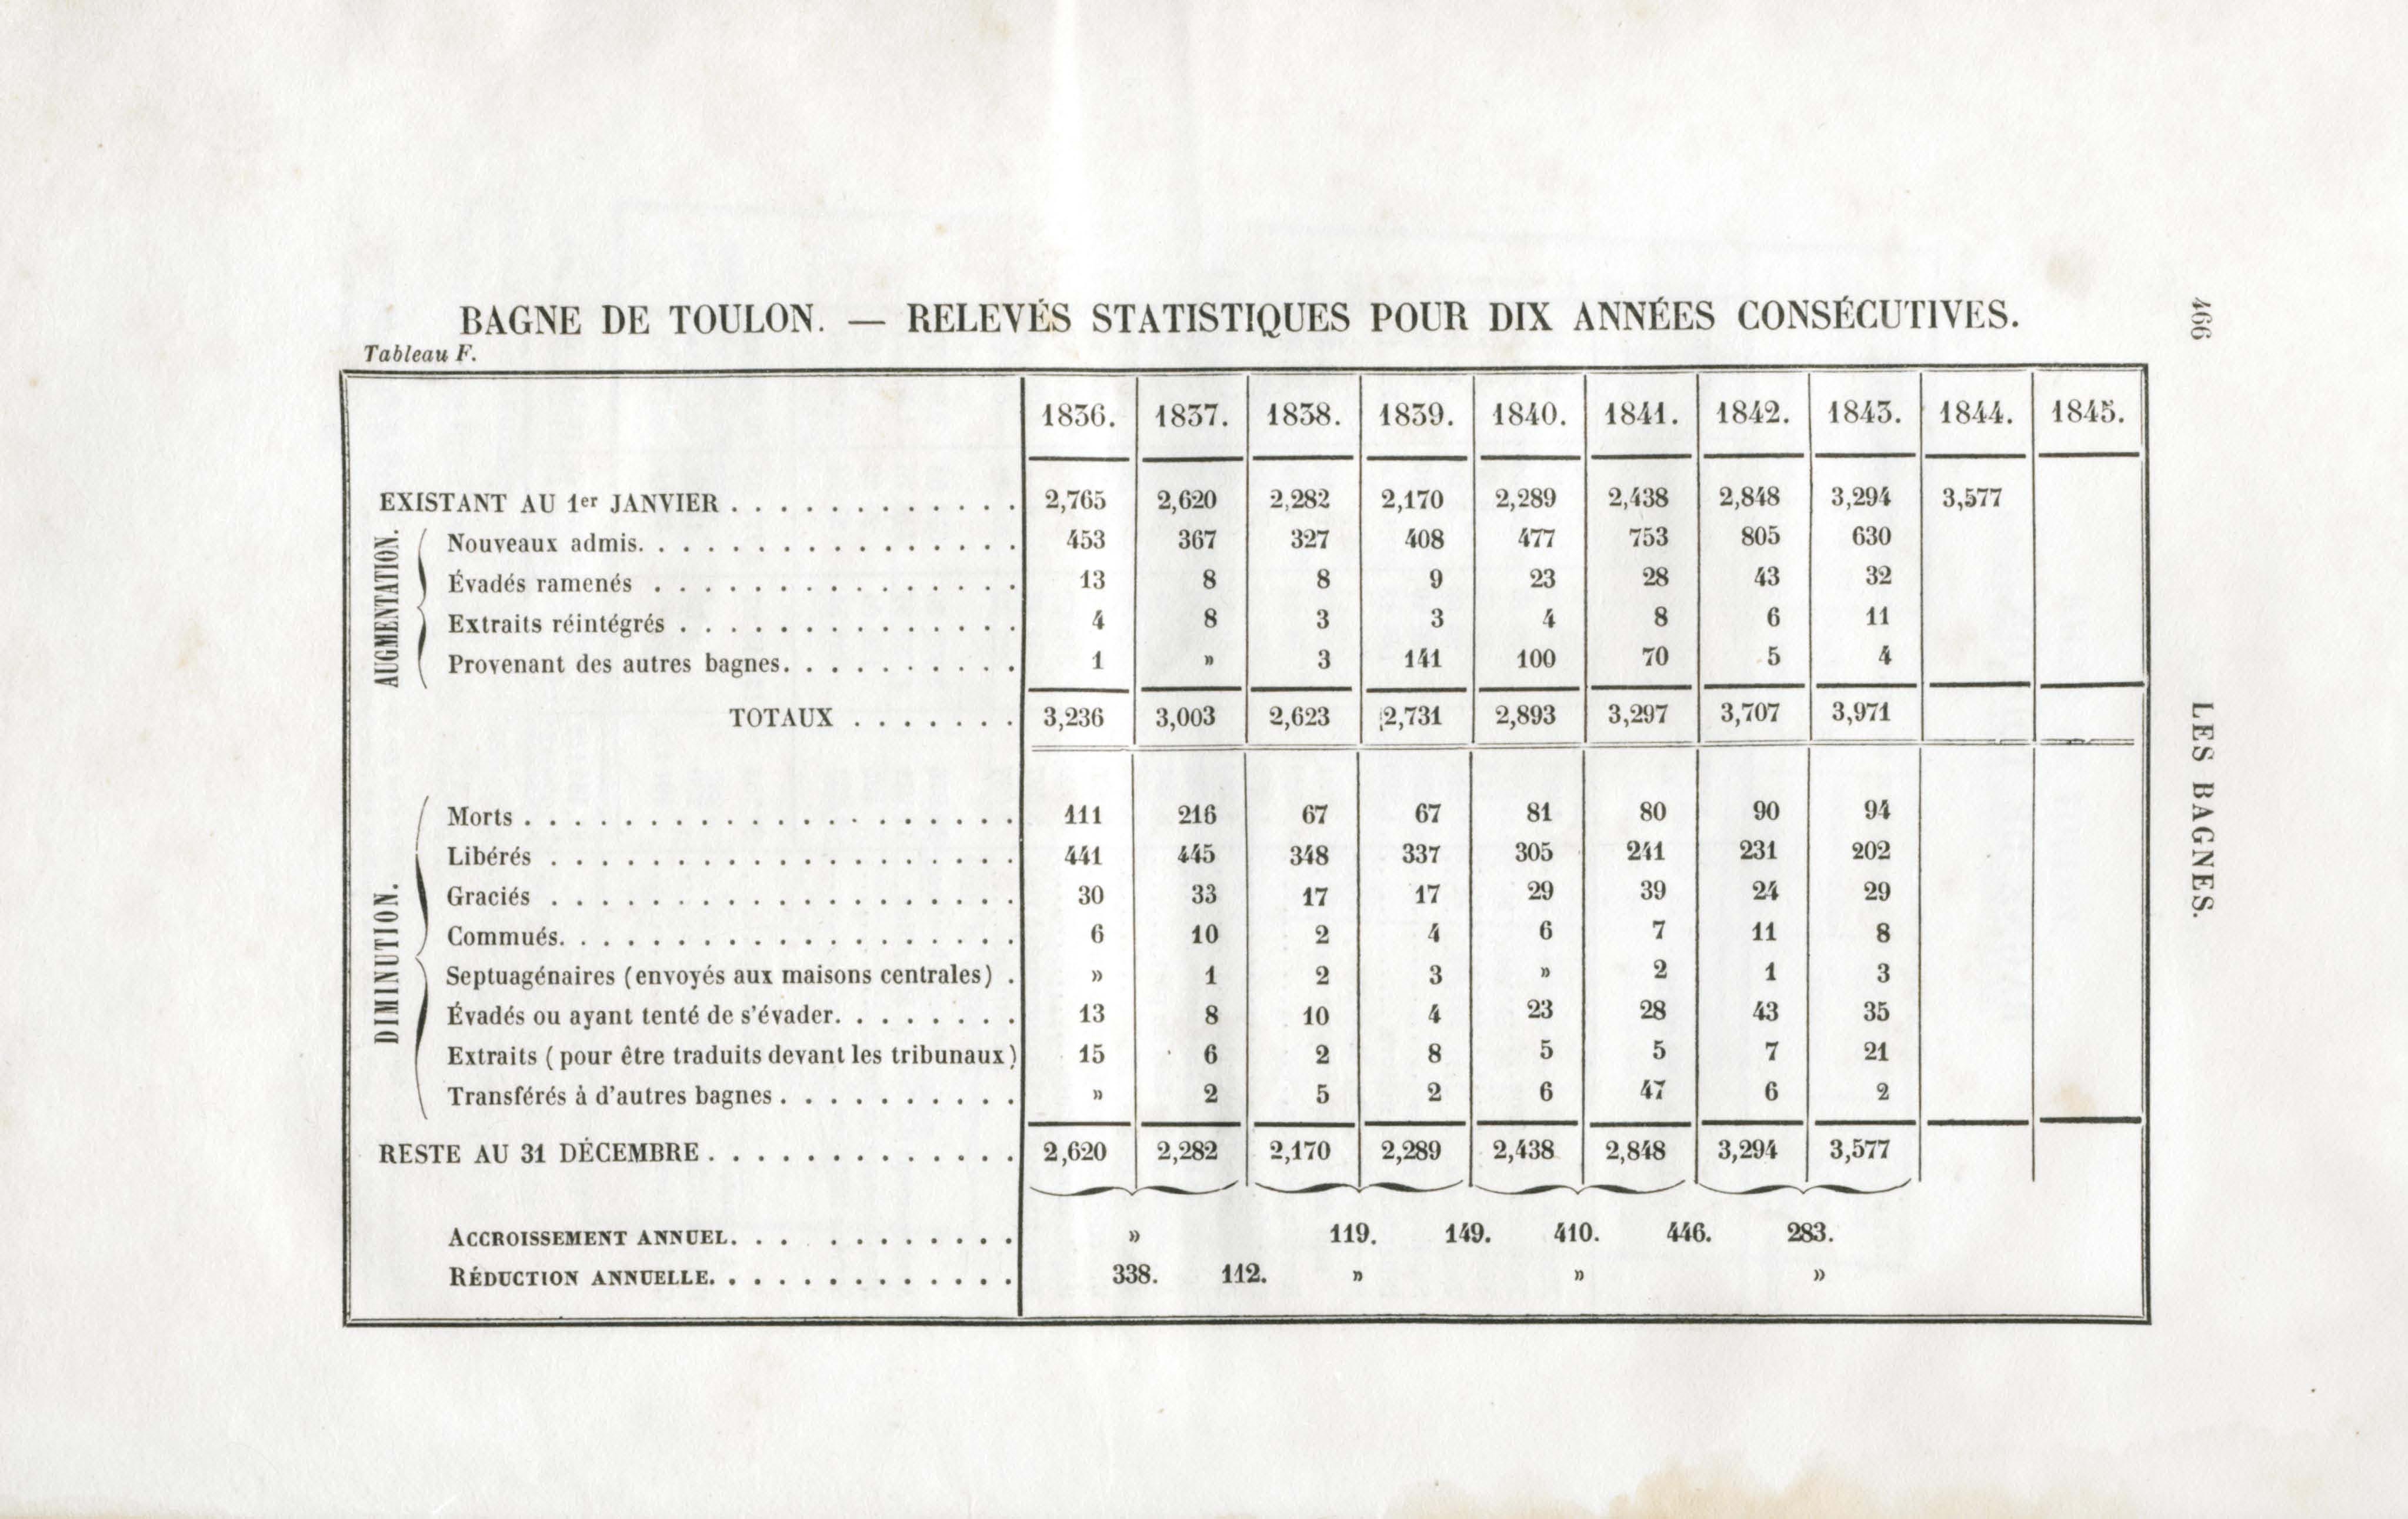 466
LES BAGNES.
BAGNE DE TOULON. — RELEVÉS STATISTIQUES POUR DIX ANNÉES CONSÉCUTIVES.
Tableau F.
1836. 1837. 1838. 1839. 1840. 1841. 1842. 1843. 1844. 1845.
EXISTANT AU 1er JANVIER . . . . . . . . . . . . 2,765 2,620 2,282 2,170 2,289 2,438 2,848 3,294 3,577
AUGMENTATION.
Nouveaux admis. . . . . . . . . . . . . . . . 453 367 327 408 477 753 805 630
Évadés ramenés . . . . . . . . . . . . . . . 13 8 8 9 23 28 43 32
Extraits réintégrés . . . . . . . . . . . . . . 4 8 3 3 4 8 6 11
Provenant des autres bagnes. . . . . . . . . . 1 » 3 141 100 70 5 4
TOTAUX . . . . . . . 3,236 3,003 2,623 2,731 2,893 3,297 3,707 3,971
DIMINUTION.
Morts . . . . . . . . . . . . . . . . . . . . 111 216 67 67 81 80 90 94
Libérés . . . . . . . . . . . . . . . . . . . 441 445 348 337 305 241 231 202
Graciés . . . . . . . . . . . . . . . . . . . 30 33 17 17 29 39 24 29
Commués. . . . . . . . . . . . . . . . . . . 6 10 2 4 6 7 11 8
Septuagénaires (envoyés aux maisons centrales) . » 1 2 3 » 2 1 3
Évadés ou ayant tenté de s'évader. . . . . . . . 13 8 10 4 23 28 43 35
Extraits (pour être traduits devant les tribunaux) 15 6 2 8 5 5 7 21
Transférés à d'autres bagnes . . . . . . . . . . » 2 5 2 6 47 6 2
RESTE AU 31 DÉCEMBRE . . . . . . . . . . . . . 2,620 2,282 2,170 2,289 2,438 2,848 3,294 3,577
ACCROISSEMENT ANNUEL. . . . . . . . . . . » 119. 149. 410. 446. 283.
RÉDUCTION ANNUELLE. . . . . . . . . . . . . 338. 112. » » »